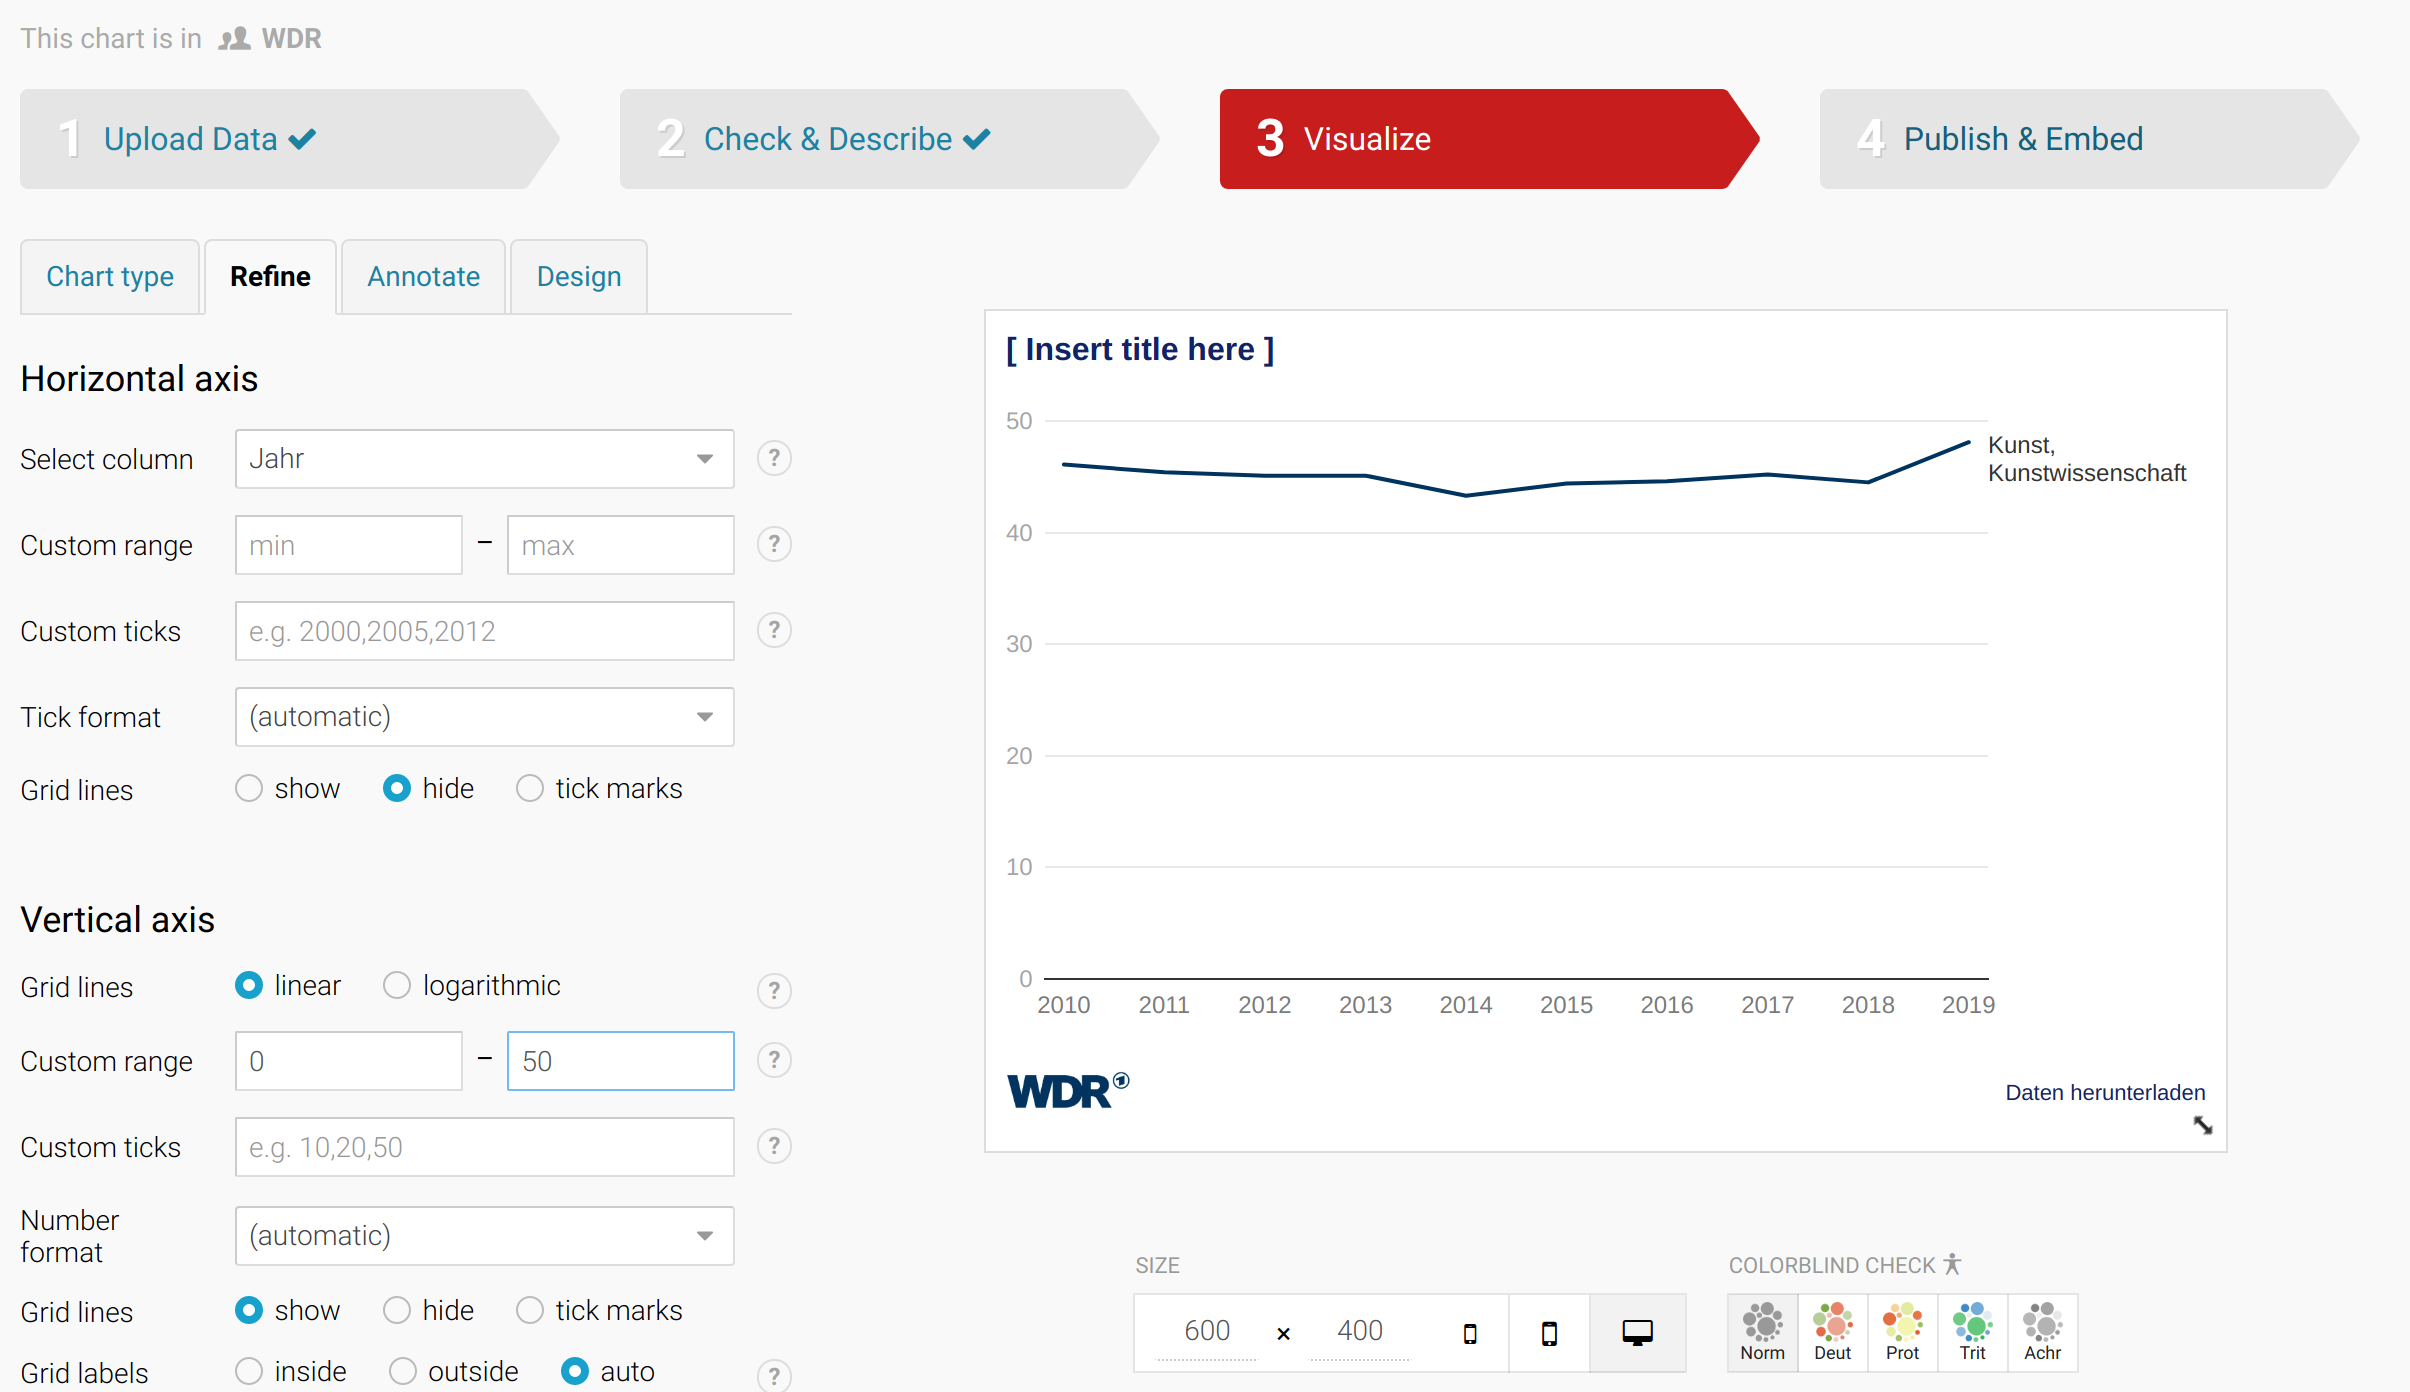 This chart is in WDR
1 Upload Data
2 Check & Describe
3 Visualize
4 Publish & Embed
Chart type
Refine
Annotate
Design
Horizontal axis
Select column
Jahr
?
Custom range
min
–
max
?
Custom ticks
e.g. 2000,2005,2012
?
Tick format
(automatic)
Grid lines
show
hide
tick marks
Vertical axis
Grid lines
linear
logarithmic
?
Custom range
0
–
50
?
Custom ticks
e.g. 10,20,50
?
Number
format
(automatic)
Grid lines
show
hide
tick marks
Grid labels
inside
outside
auto
?
[ Insert title here ]
50
40
30
20
10
0
Kunst,
Kunstwissenschaft
2010 2011 2012 2013 2014 2015 2016 2017 2018 2019
WDR
Daten herunterladen
SIZE
600 × 400
COLORBLIND CHECK
Norm Deut Prot Trit Achr